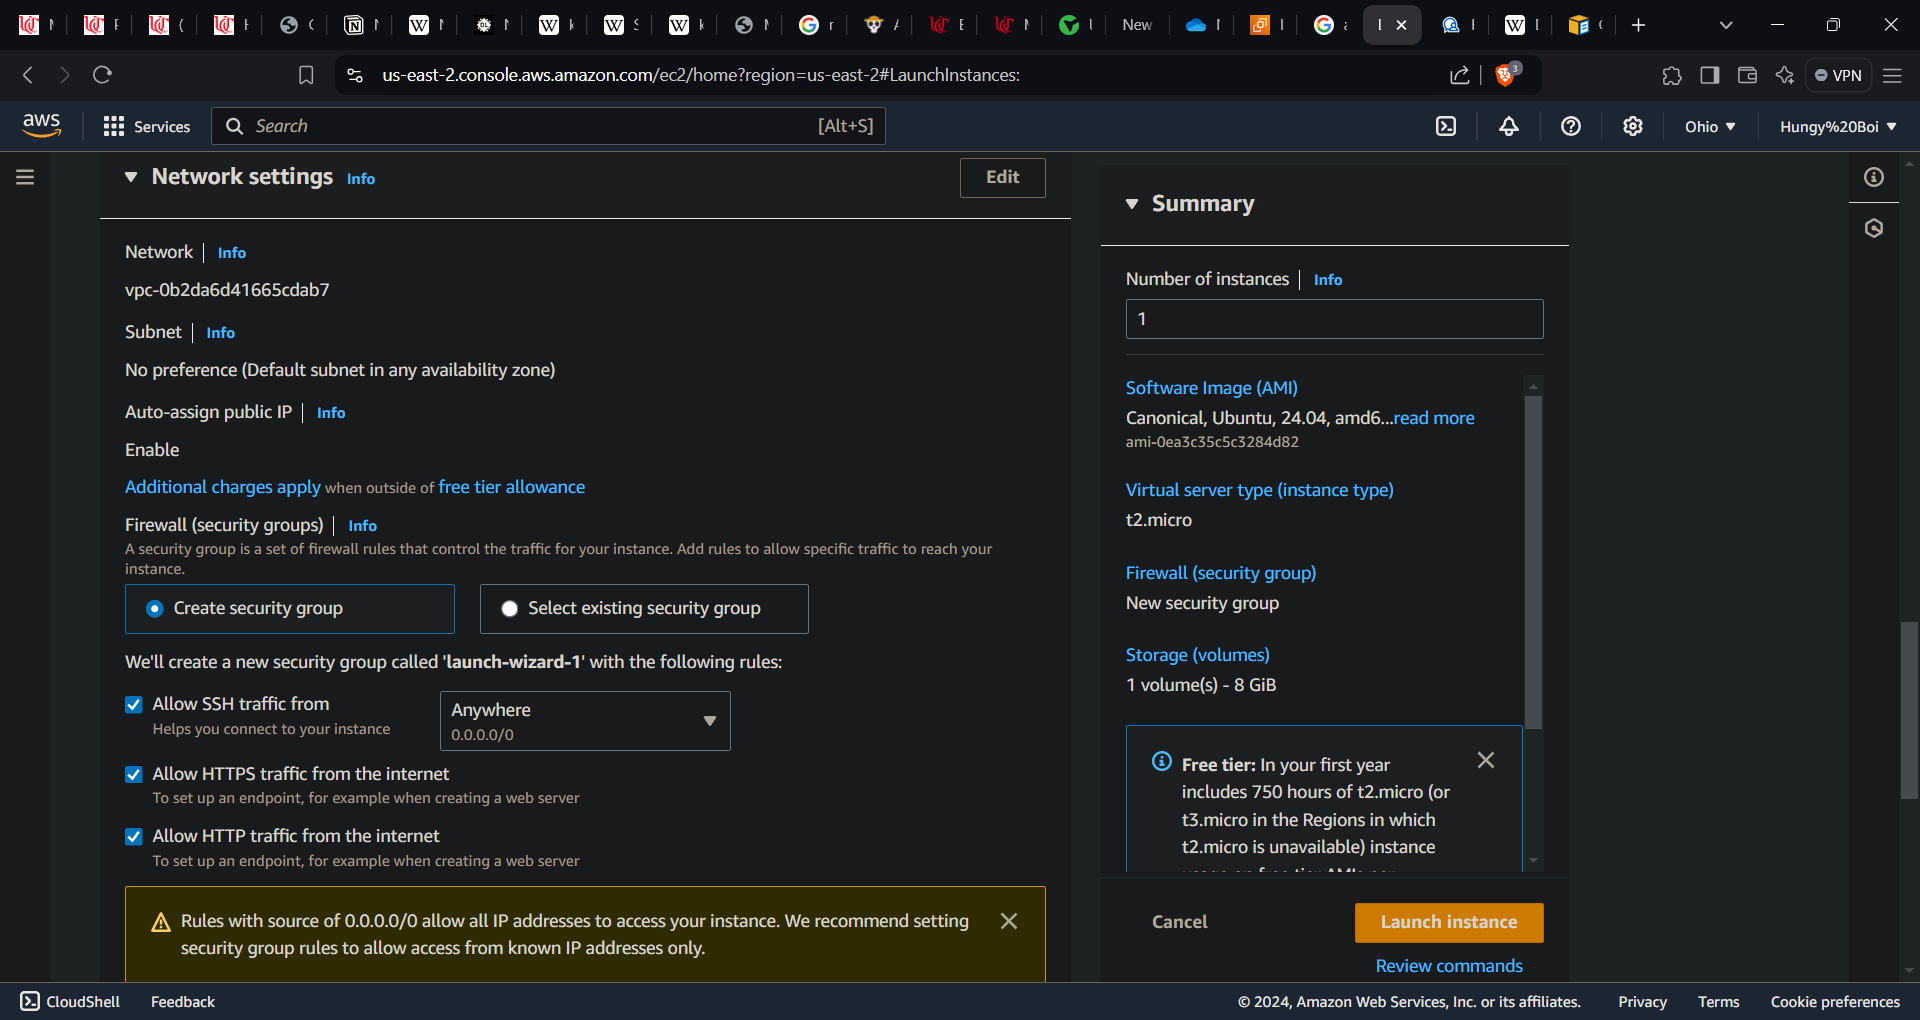 New
us-east-2.console.aws.amazon.com/ec2/home?region=us-east-2#LaunchInstances:
3
VPN
aws
Services
Search
[Alt+S]
Ohio
Hungy%20Boi
Network settings
Info
Edit
Network
Info
vpc-0b2da6d41665cdab7
Subnet
Info
No preference (Default subnet in any availability zone)
Auto-assign public IP
Info
Enable
Additional charges apply when outside of free tier allowance
Firewall (security groups)
Info
A security group is a set of firewall rules that control the traffic for your instance. Add rules to allow specific traffic to reach your
instance.
Create security group
Select existing security group
We'll create a new security group called 'launch-wizard-1' with the following rules:
Allow SSH traffic from
Helps you connect to your instance
Anywhere
0.0.0.0/0
Allow HTTPS traffic from the internet
To set up an endpoint, for example when creating a web server
Allow HTTP traffic from the internet
To set up an endpoint, for example when creating a web server
Rules with source of 0.0.0.0/0 allow all IP addresses to access your instance. We recommend setting
security group rules to allow access from known IP addresses only.
Summary
Number of instances
Info
1
Software Image (AMI)
Canonical, Ubuntu, 24.04, amd6...read more
ami-0ea3c35c5c3284d82
Virtual server type (instance type)
t2.micro
Firewall (security group)
New security group
Storage (volumes)
1 volume(s) - 8 GiB
Free tier: In your first year
includes 750 hours of t2.micro (or
t3.micro in the Regions in which
t2.micro is unavailable) instance
Cancel
Launch instance
Review commands
CloudShell
Feedback
© 2024, Amazon Web Services, Inc. or its affiliates.
Privacy
Terms
Cookie preferences